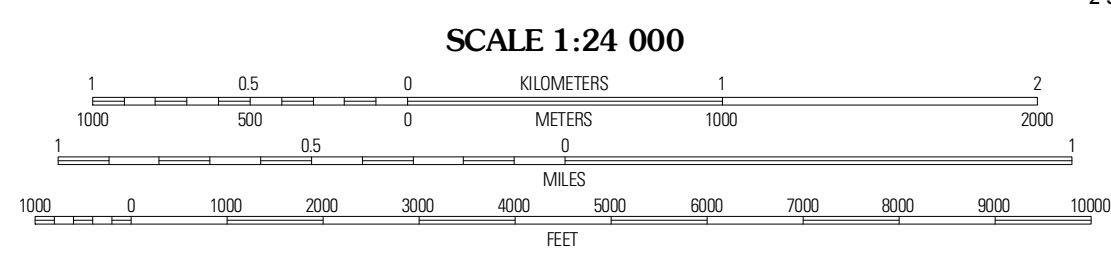 SCALE 1:24 000
1 0.5 0 KILOMETERS 1 2
1000 500 0 METERS 1000 2000
1 0.5 0 1
MILES
1000 0 1000 2000 3000 4000 5000 6000 7000 8000 9000 10000
FEET